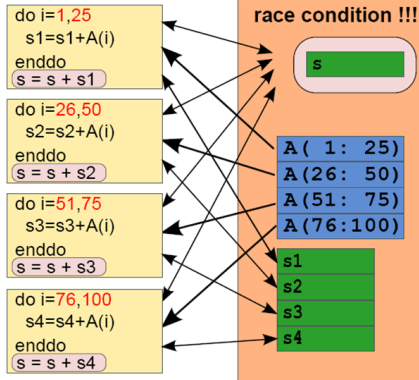 do i=1,25
s1=s1+A(i)
enddo
s = s + s1
do i=26,50
s2=s2+A(i)
enddo
s = s + s2
do i=51,75
s3=s3+A(i)
enddo
s = s + s3
do i=76,100
s4=s4+A(i)
enddo
s = s + s4
race condition !!!
s
A( 1: 25)
A(26: 50)
A(51: 75)
A(76:100)
s1
s2
s3
s4